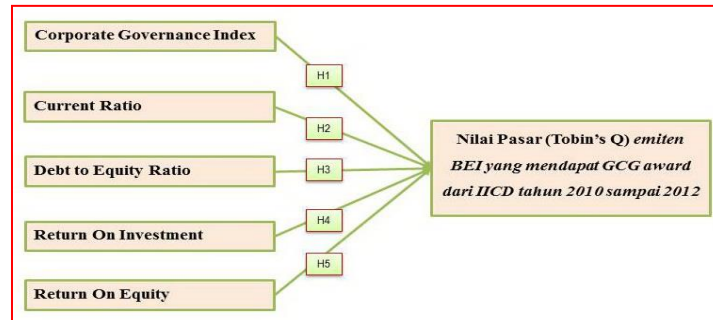 Corporate Governance Index
H1
Current Ratio
H2
Debt to Equity Ratio
H3
Return On Investment
H4
Return On Equity
H5
Nilai Pasar (Tobin's Q) emiten
BEI yang mendapat GCG award
dari IICD tahun 2010 sampai 2012